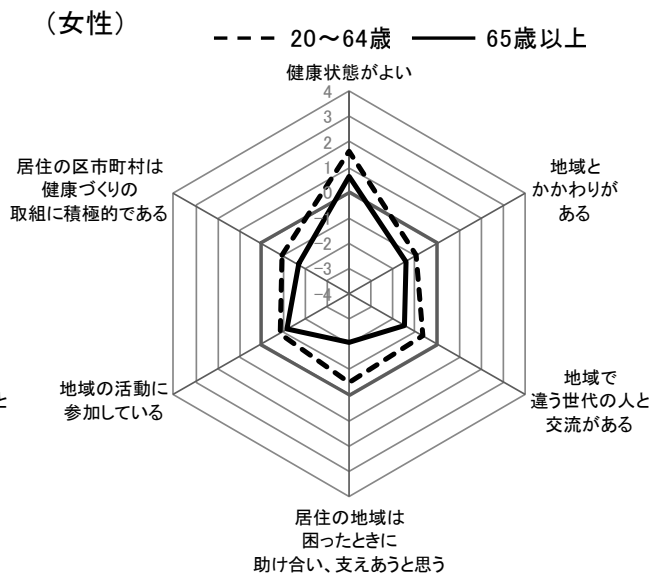 （女性）
20～64歳
65歳以上
健康状態がよい
4
3
2
1
0
-1
-2
-3
-4
地域と
かかわりが
ある
地域で
違う世代の人と
交流がある
居住の地域は
困ったときに
助け合い、支えあうと思う
地域の活動に
参加している
居住の区市町村は
健康づくりの
取組に積極的である
と